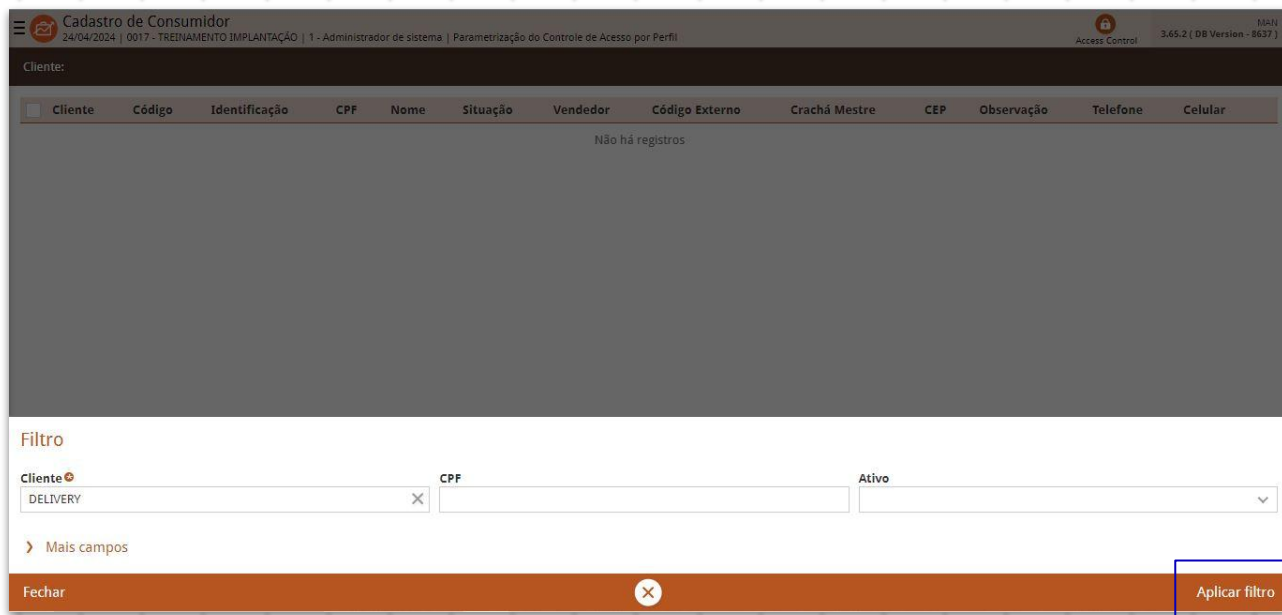 Cadastro de Consumidor
24/04/2024 | 0017 - TREINAMENTO IMPLANTAÇÃO | 1 - Administrador de sistema | Parametrização do Controle de Acesso por Perfil
Access Control
MAN
3.65.2 ( DB Version - 8637 )
Cliente:
Cliente Código Identificação CPF Nome Situação Vendedor Código Externo Crachá Mestre CEP Observação Telefone Celular
Não há registros
Filtro
Cliente CPF Ativo
DELIVERY
Mais campos
Fechar Aplicar filtro